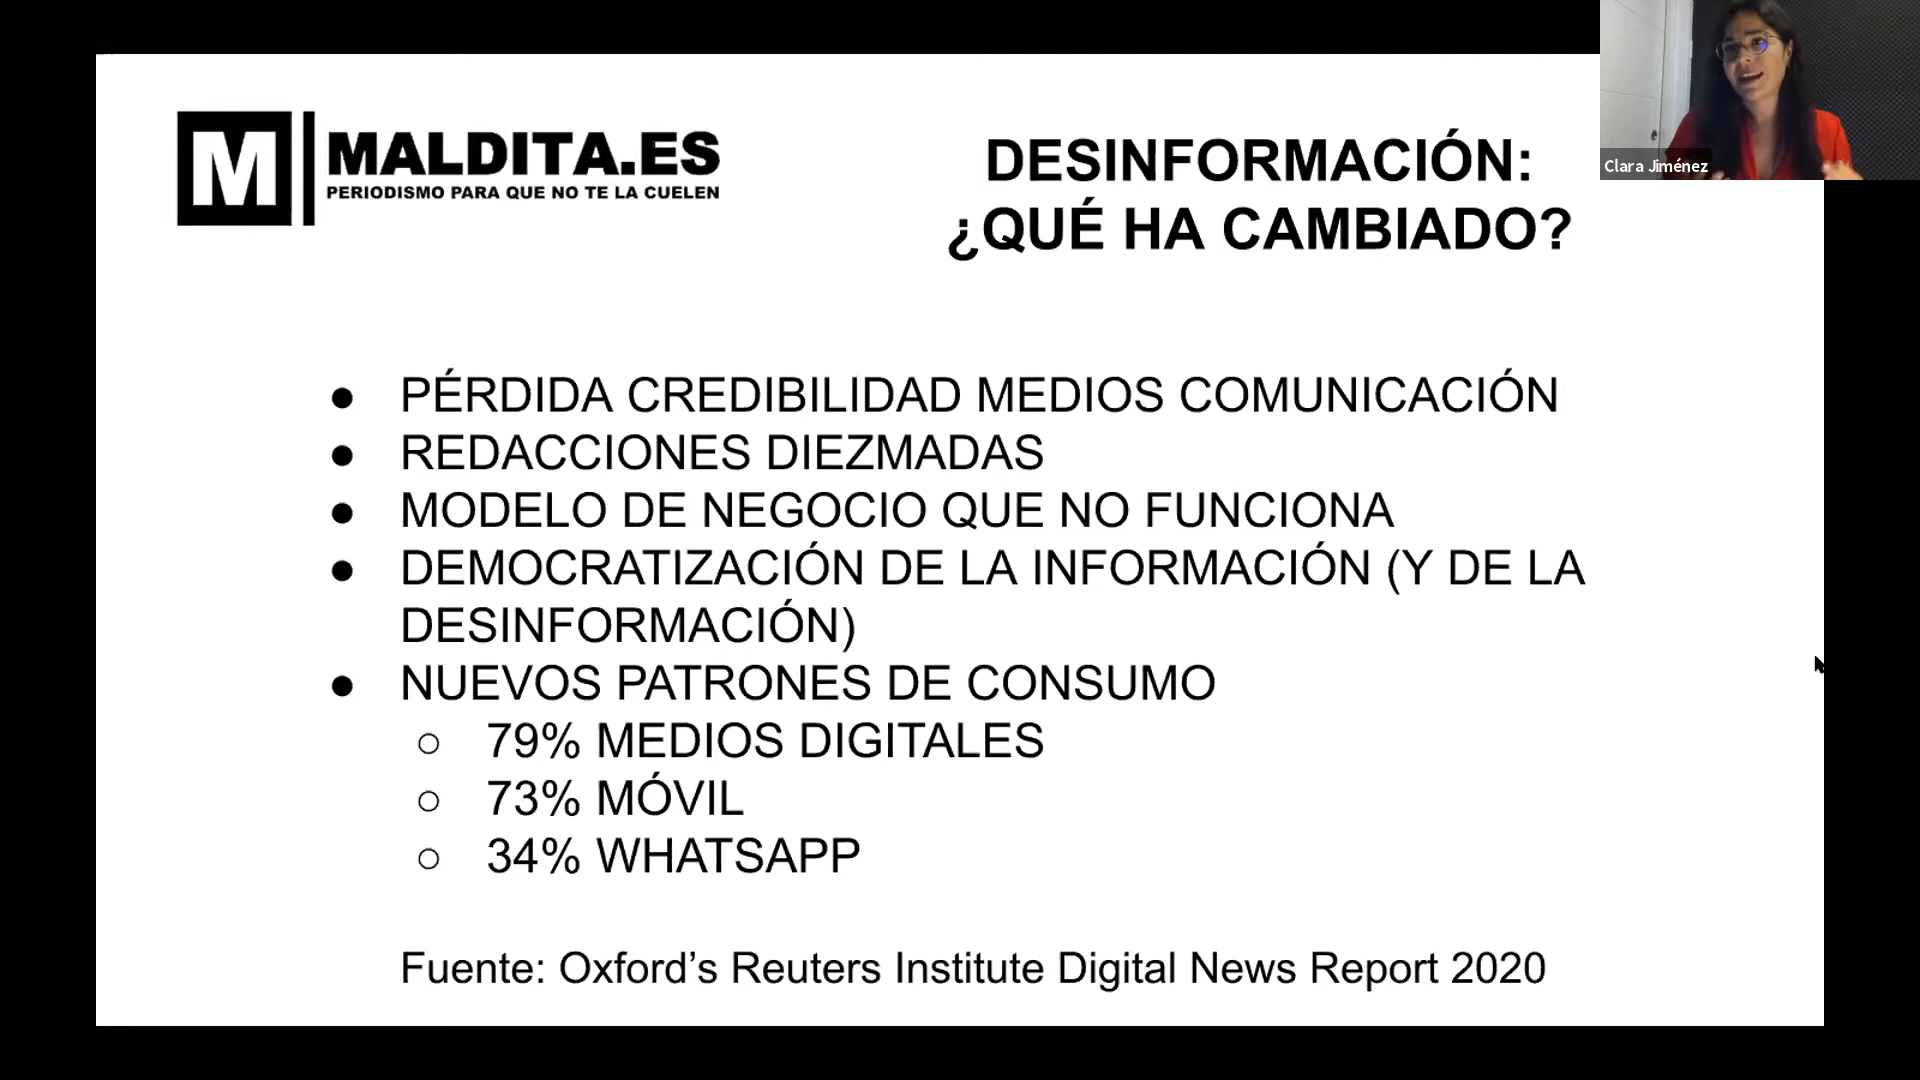 M MALDITA.ES
PERIODISMO PARA QUE NO TE LA CUELEN
DESINFORMACIÓN:
¿QUÉ HA CAMBIADO?
Clara Jiménez
● PÉRDIDA CREDIBILIDAD MEDIOS COMUNICACIÓN
● REDACCIONES DIEZMADAS
● MODELO DE NEGOCIO QUE NO FUNCIONA
● DEMOCRATIZACIÓN DE LA INFORMACIÓN (Y DE LA
DESINFORMACIÓN)
● NUEVOS PATRONES DE CONSUMO
○ 79% MEDIOS DIGITALES
○ 73% MÓVIL
○ 34% WHATSAPP
Fuente: Oxford’s Reuters Institute Digital News Report 2020